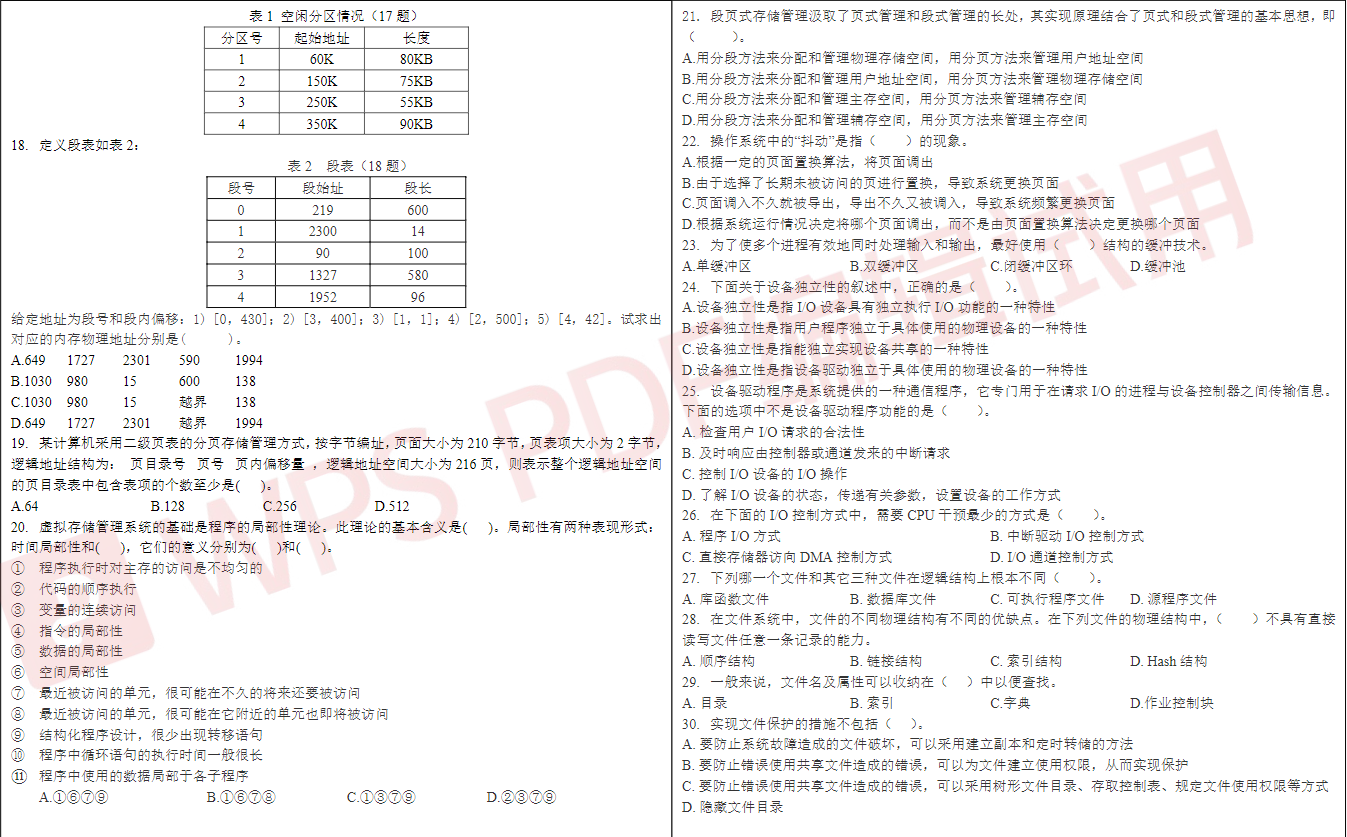 表 1 空闲分区情况（17 题）
分区号 起始地址 长度
1 60K 80KB
2 150K 75KB
3 250K 55KB
4 350K 90KB
18. 定义段表如表 2：
表 2 段表（18 题）
段号 段始址 段长
0 219 600
1 2300 14
2 90 100
3 1327 580
4 1952 96
给定地址为段号和段内偏移：1）[0，430]；2）[3，400]；3）[1，1]；4）[2，500]；5）[4，42]。试求出
对应的内存物理地址分别是( )。
A.649 1727 2301 590 1994
B.1030 980 15 600 138
C.1030 980 15 越界 138
D.649 1727 2301 越界 1994
19. 某计算机采用二级页表的分页存储管理方式，按字节编址，页面大小为 210 字节，页表项大小为 2 字节，
逻辑地址结构为： 页目录号 页号 页内偏移量 ，逻辑地址空间大小为 216 页，则表示整个逻辑地址空间
的页目录表中包含表项的个数至少是( )。
A.64 B.128 C.256 D.512
20. 虚拟存储管理系统的基础是程序的局部性理论。此理论的基本含义是( )。局部性有两种表现形式：
时间局部性和( )，它们的意义分别为( )和( )。
① 程序执行时对主存的访问是不均匀的
② 代码的顺序执行
③ 变量的连续访问
④ 指令的局部性
⑤ 数据的局部性
⑥ 空间局部性
⑦ 最近被访问的单元，很可能在不久的将来还要被访问
⑧ 最近被访问的单元，很可能在它附近的单元也即将被访问
⑨ 结构化程序设计，很少出现转移语句
⑩ 程序中循环语句的执行时间一般很长
⑪ 程序中使用的数据局部于各子程序
A.①⑥⑦⑨ B.①⑥⑦⑧ C.①③⑦⑨ D.②③⑦⑨
21. 段页式存储管理汲取了页式管理和段式管理的长处，其实现原理结合了页式和段式管理的基本思想，即
（ ）。
A.用分段方法来分配和管理物理存储空间，用分页方法来管理用户地址空间
B.用分段方法来分配和管理用户地址空间，用分页方法来管理物理存储空间
C.用分段方法来分配和管理主存空间，用分页方法来管理辅存空间
D.用分段方法来分配和管理辅存空间，用分页方法来管理主存空间
22. 操作系统中的“抖动”是指（ ）的现象。
A.根据一定的页面置换算法，将页面调出
B.由于选择了长期未被访问的页进行置换，导致系统更换页面
C.页面调入不久就被导出，导出不久又被调入，导致系统频繁更换页面
D.根据系统运行情况决定将哪个页面调出，而不是由页面置换算法决定更换哪个页面
23. 为了使多个进程有效地同时处理输入和输出，最好使用（ ）结构的缓冲技术。
A.单缓冲区 B.双缓冲区 C.闭缓冲区环 D.缓冲池
24. 下面关于设备独立性的叙述中，正确的是（ ）。
A.设备独立性是指 I/O 设备具有独立执行 I/O 功能的一种特性
B.设备独立性是指用户程序独立于具体使用的物理设备的一种特性
C.设备独立性是指能独立实现设备共享的一种特性
D.设备独立性是指设备驱动独立于具体使用的物理设备的一种特性
25. 设备驱动程序是系统提供的一种通信程序，它专门用于在请求 I/O 的进程与设备控制器之间传输信息。
下面的选项中不是设备驱动程序功能的是（ ）。
A. 检查用户 I/O 请求的合法性
B. 及时响应由控制器或通道发来的中断请求
C. 控制 I/O 设备的 I/O 操作
D. 了解 I/O 设备的状态，传递有关参数，设置设备的工作方式
26. 在下面的 I/O 控制方式中，需要 CPU 干预最少的方式是（ ）。
A. 程序 I/O 方式 B. 中断驱动 I/O 控制方式
C. 直接存储器访向 DMA 控制方式 D. I/O 通道控制方式
27. 下列哪一个文件和其它三种文件在逻辑结构上根本不同（ ）。
A. 库函数文件 B. 数据库文件 C. 可执行程序文件 D. 源程序文件
28. 在文件系统中，文件的不同物理结构有不同的优缺点。在下列文件的物理结构中，（ ）不具有直接
读写文件任意一条记录的能力。
A. 顺序结构 B. 链接结构 C. 索引结构 D. Hash 结构
29. 一般来说，文件名及属性可以收纳在（ ）中以便查找。
A. 目录 B. 索引 C.字典 D.作业控制块
30. 实现文件保护的措施不包括（ ）。
A. 要防止系统故障造成的文件破坏，可以采用建立副本和定时转储的方法
B. 要防止错误使用共享文件造成的错误，可以为文件建立使用权限，从而实现保护
C. 要防止错误使用共享文件造成的错误，可以采用树形文件目录、存取控制表、规定文件使用权限等方式
D. 隐藏文件目录
WPS PDF编辑试用